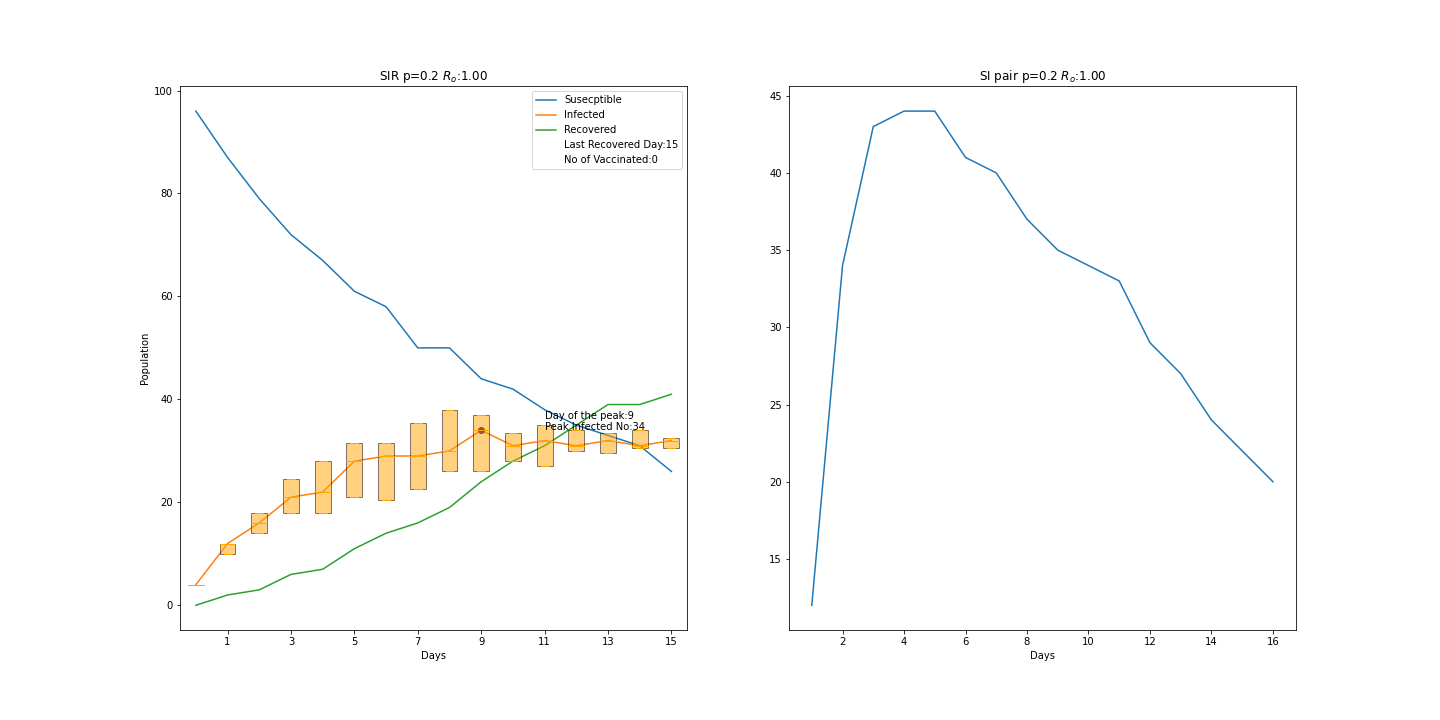 SIR p=0.2 Rₒ:1.00
100
80
60
40
20
0
Population
Susecptible
Infected
Recovered
Last Recovered Day:15
No of Vaccinated:0
Day of the peak:9
Peak Infected No:34
1 3 5 7 9 11 13 15
Days
SI pair p=0.2 Rₒ:1.00
45
40
35
30
25
20
15
2 4 6 8 10 12 14 16
Days